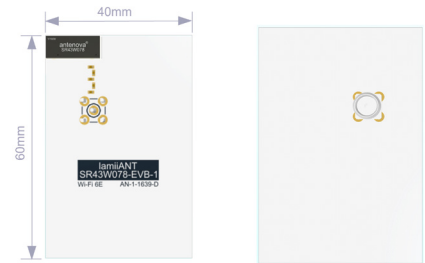 40mm
60mm
antenova®
SR43W078
lamiiANT
SR43W078-EVB-1
Wi-Fi 6E AN-1-1639-D